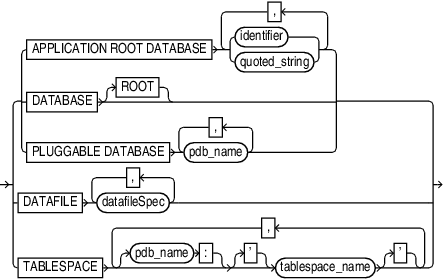 ,
APPLICATION ROOT DATABASE
identifier
quoted_string
DATABASE
ROOT
,
PLUGGABLE DATABASE
pdb_name
,
DATAFILE
datafileSpec
,
pdb_name
:
'
tablespace_name
'
TABLESPACE